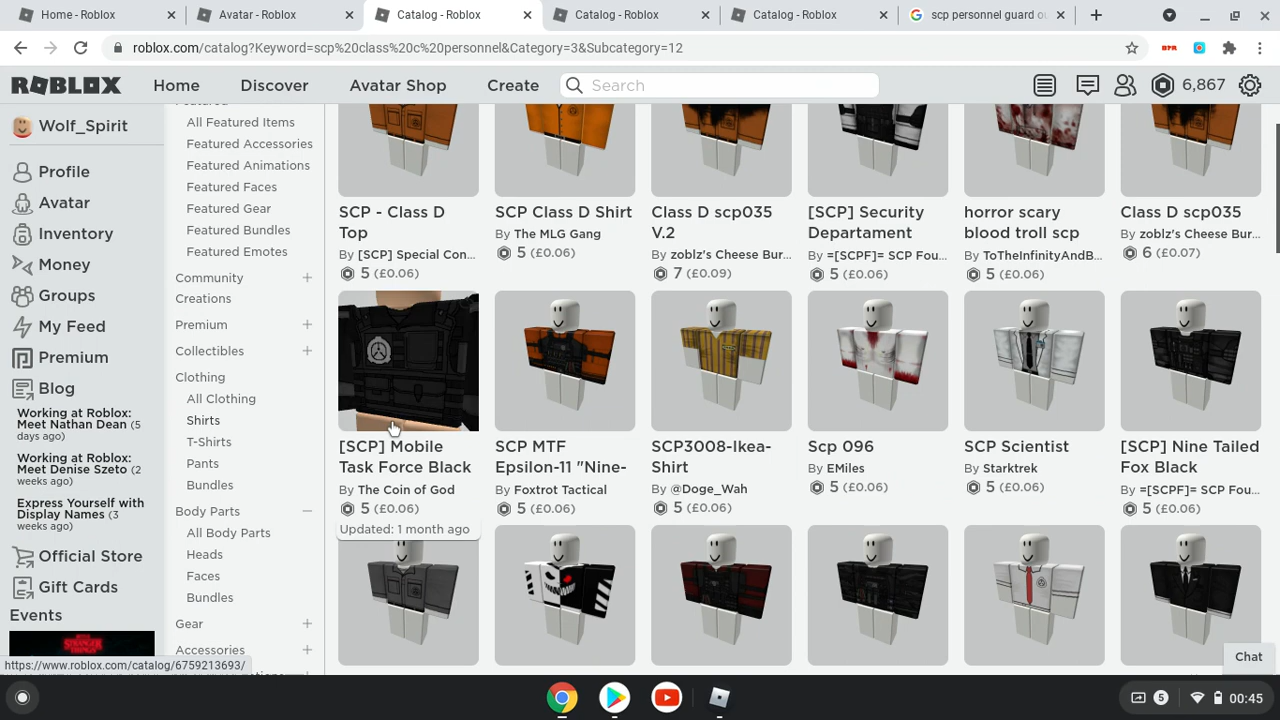 Home - Roblox
Avatar - Roblox
Catalog - Roblox
Catalog - Roblox
Catalog - Roblox
scp personnel guard ou
roblox.com/catalog?Keyword=scp%20class%20c%20personnel&Category=3&Subcategory=12
ROBLOX
Home
Discover
Avatar Shop
Create
Search
6,867
Wolf_Spirit
Profile
Avatar
Inventory
Money
Groups
My Feed
Premium
Blog
Working at Roblox:
Meet Nathan Dean (5
days ago)
Working at Roblox:
Meet Denise Szeto (2
weeks ago)
Express Yourself with
Display Names (3
weeks ago)
Official Store
Gift Cards
Events
STRANGER
Featured
All Featured Items
Featured Accessories
Featured Animations
Featured Faces
Featured Gear
Featured Bundles
Featured Emotes
Community
Creations
Premium
Collectibles
Clothing
All Clothing
Shirts
T-Shirts
Pants
Bundles
Body Parts
All Body Parts
Heads
Faces
Bundles
Gear
Accessories
SCP - Class D
Top
By [SCP] Special Con...
5 (£0.06)
SCP Class D Shirt
By The MLG Gang
5 (£0.06)
Class D scp035
V.2
By zoblz's Cheese Bur...
7 (£0.09)
[SCP] Security
Departament
By =[SCPF]= SCP Fou...
5 (£0.06)
horror scary
blood troll scp
By ToTheInfinityAndB...
5 (£0.06)
Class D scp035
By zoblz's Cheese Bur...
6 (£0.07)
[SCP] Mobile
Task Force Black
By The Coin of God
5 (£0.06)
Updated: 1 month ago
SCP MTF
Epsilon-11 "Nine-
By Foxtrot Tactical
5 (£0.06)
SCP3008-Ikea-
Shirt
By @Doge_Wah
5 (£0.06)
Scp 096
By EMiles
5 (£0.06)
SCP Scientist
By Starktrek
5 (£0.06)
[SCP] Nine Tailed
Fox Black
By =[SCPF]= SCP Fou...
5 (£0.06)
Chat
https://www.roblox.com/catalog/6759213693/
5
00:45